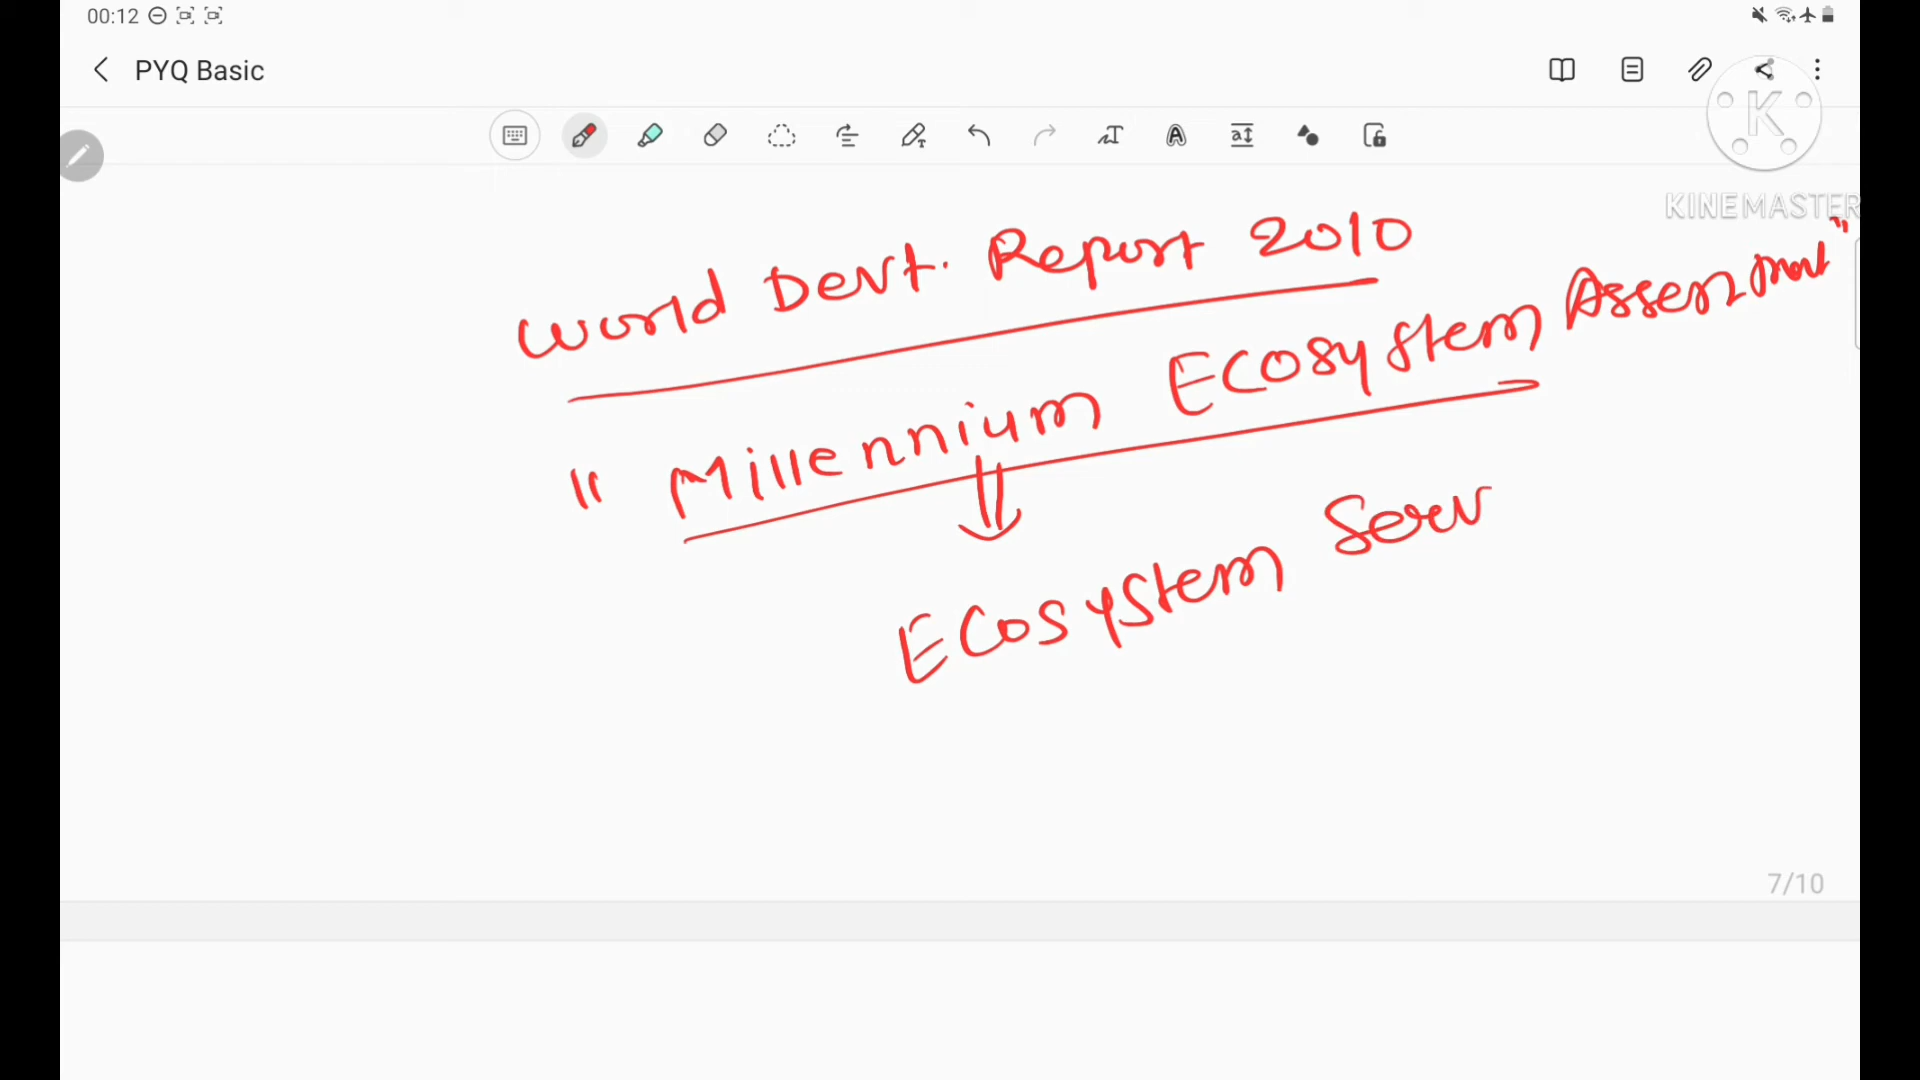 00:12
PYQ Basic
KINEMASTER
World Devt. Report 2010
" Millennium Ecosystem Assessment"
Ecosystem Serv
7/10